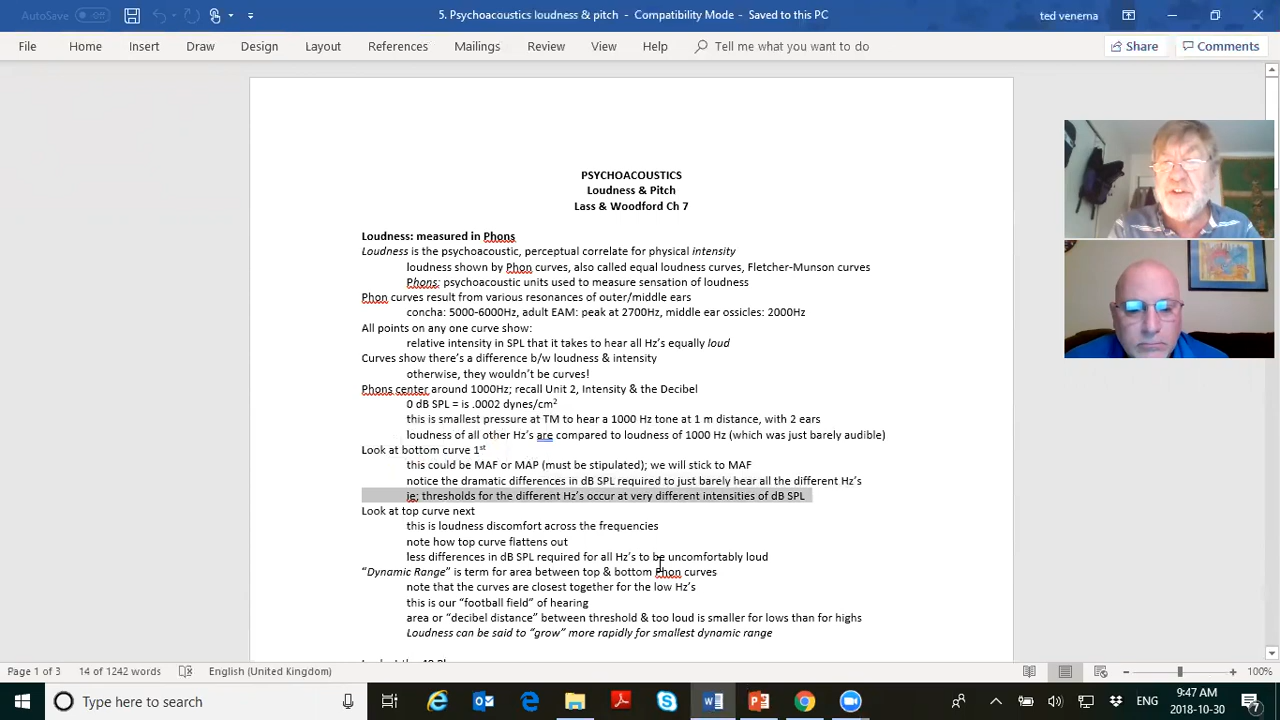 AutoSave Off 5. Psychoacoustics loudness & pitch - Compatibility Mode - Saved to this PC ted venema
File Home Insert Draw Design Layout References Mailings Review View Help Tell me what you want to do Share Comments
PSYCHOACOUSTICS
Loudness & Pitch
Lass & Woodford Ch 7
Loudness: measured in Phons
Loudness is the psychoacoustic, perceptual correlate for physical intensity
loudness shown by Phon curves, also called equal loudness curves, Fletcher-Munson curves
Phons: psychoacoustic units used to measure sensation of loudness
Phon curves result from various resonances of outer/middle ears
concha: 5000-6000Hz, adult EAM: peak at 2700Hz, middle ear ossicles: 2000Hz
All points on any one curve show:
relative intensity in SPL that it takes to hear all Hz's equally loud
Curves show there's a difference b/w loudness & intensity
otherwise, they wouldn't be curves!
Phons center around 1000Hz; recall Unit 2, Intensity & the Decibel
0 dB SPL = is .0002 dynes/cm2
this is smallest pressure at TM to hear a 1000 Hz tone at 1 m distance, with 2 ears
loudness of all other Hz's are compared to loudness of 1000 Hz (which was just barely audible)
Look at bottom curve 1st
this could be MAF or MAP (must be stipulated); we will stick to MAF
notice the dramatic differences in dB SPL required to just barely hear all the different Hz's
ie; thresholds for the different Hz's occur at very different intensities of dB SPL
Look at top curve next
this is loudness discomfort across the frequencies
note how top curve flattens out
less differences in dB SPL required for all Hz's to be uncomfortably loud
"Dynamic Range" is term for area between top & bottom Phon curves
note that the curves are closest together for the low Hz's
this is our "football field" of hearing
area or "decibel distance" between threshold & too loud is smaller for lows than for highs
Loudness can be said to "grow" more rapidly for smallest dynamic range
Page 1 of 3 14 of 1242 words English (United Kingdom) 100%
Type here to search ENG 9:47 AM
2018-10-30 7